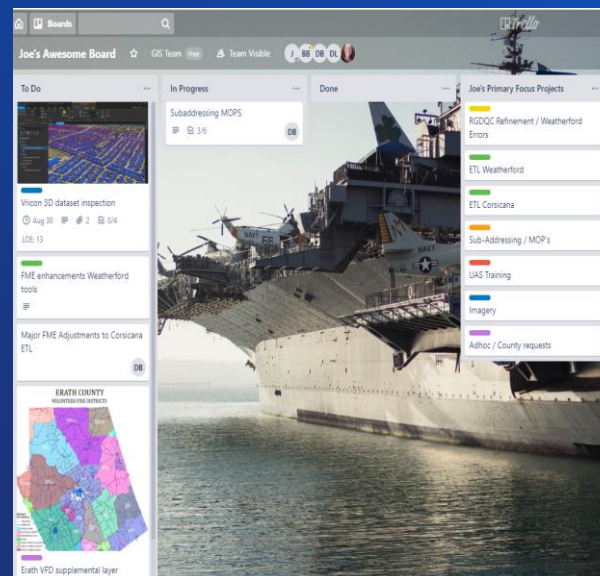 Boards
Trello
Joe's Awesome Board
GIS Team Free
Team Visible
J BB DB DL
To Do
Vricon 3D dataset inspection
Aug 30 2 0/4
LOE: 13
FME enhancements Weatherford
tools
Major FME Adjustments to Corsicana
ETL
DB
ERATH COUNTY
VOLUNTEER FIRE DISTRICTS
Erath VFD supplemental layer
In Progress
Subaddressing MOPS
3/6
DB
Done
NAVY
66
NAVY
Joe's Primary Focus Projects
RGDQC Refinement / Weatherford
Errors
ETL Weatherford
ETL Corsicana
Sub-Addressing / MOP's
UAS Training
Imagery
Adhoc / County requests